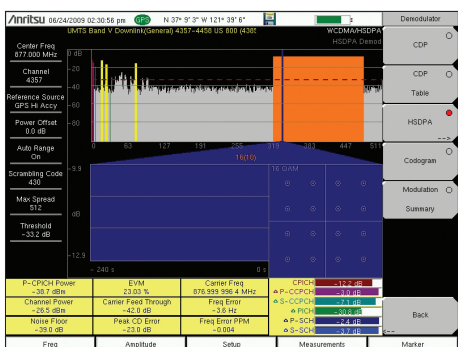 Anritsu 06/24/2009 02:30:56 pm GPS N 37° 9' 3" W 121° 39' 6"
Demodulator
UMTS Band V Downlink(General) 4357-4458 US 800 (4365
WCDMA/HSDPA
HSDPA Demod
CDP
CDP
Table
HSDPA
-->
Codogram
Modulation
Summary
Back
<--
Center Freq
877.000 MHz
Channel
4357
Reference Source
GPS Hi Accy
Power Offset
0.0 dB
Auto Range
On
Scrambling Code
430
Max Spread
512
Threshold
-33.2 dB
0 dB
-20
-40
-60
-80
0 63 127 191 255 319 383 447 511
16(10)
-9.9
dB
-12.9
-240 s
0 s
16 QAM
P-CPICH Power
-38.7 dBm
EVM
23.03 %
Carrier Freq
876.999 996 4 MHz
Channel Power
-26.5 dBm
Carrier Feed Through
-42.0 dB
Freq Error
-3.6 Hz
Noise Floor
-39.0 dB
Peak CD Error
-23.0 dB
Freq Error PPM
-0.004
CPICH -12.2 dB
P-CCPCH -3.0 dB
S-CCPCH -7.1 dB
PICH -30.6 dB
P-SCH -2.4 dB
S-SCH -3.7 dB
Freq
Amplitude
Setup
Measurements
Marker